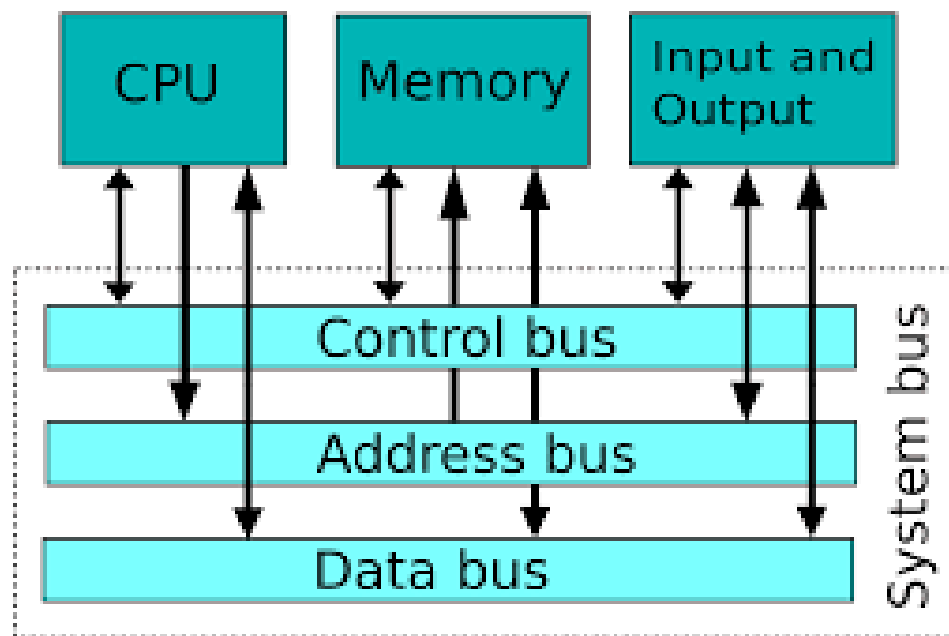 CPU
Memory
Input and
Output
Control bus
Address bus
Data bus
System bus